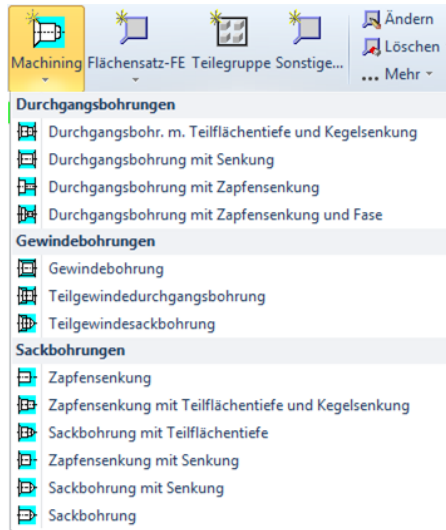 Machining Flächensatz-FE Teilegruppe Sonstige...
Ändern
Löschen
... Mehr
Durchgangsbohrungen
Durchgangsbohr. m. Teilflächentiefe und Kegelsenkung
Durchgangsbohrung mit Senkung
Durchgangsbohrung mit Zapfensenkung
Durchgangsbohrung mit Zapfensenkung und Fase
Gewindebohrungen
Gewindebohrung
Teilgewindedurchgangsbohrung
Teilgewindesackbohrung
Sackbohrungen
Zapfensenkung
Zapfensenkung mit Teilflächentiefe und Kegelsenkung
Sackbohrung mit Teilflächentiefe
Zapfensenkung mit Senkung
Sackbohrung mit Senkung
Sackbohrung